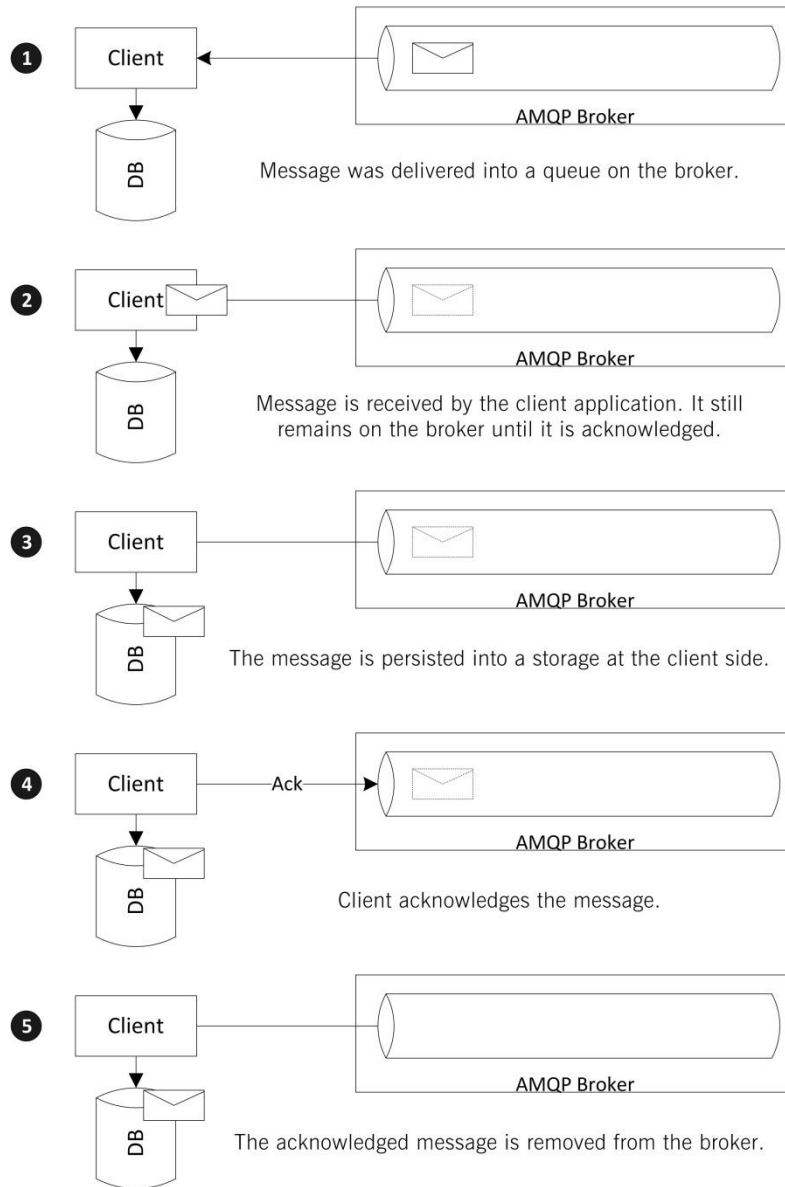 1
Client
DB
AMQP Broker
Message was delivered into a queue on the broker.
2
Client
DB
AMQP Broker
Message is received by the client application. It still
remains on the broker until it is acknowledged.
3
Client
DB
AMQP Broker
The message is persisted into a storage at the client side.
4
Client
Ack
DB
AMQP Broker
Client acknowledges the message.
5
Client
DB
AMQP Broker
The acknowledged message is removed from the broker.